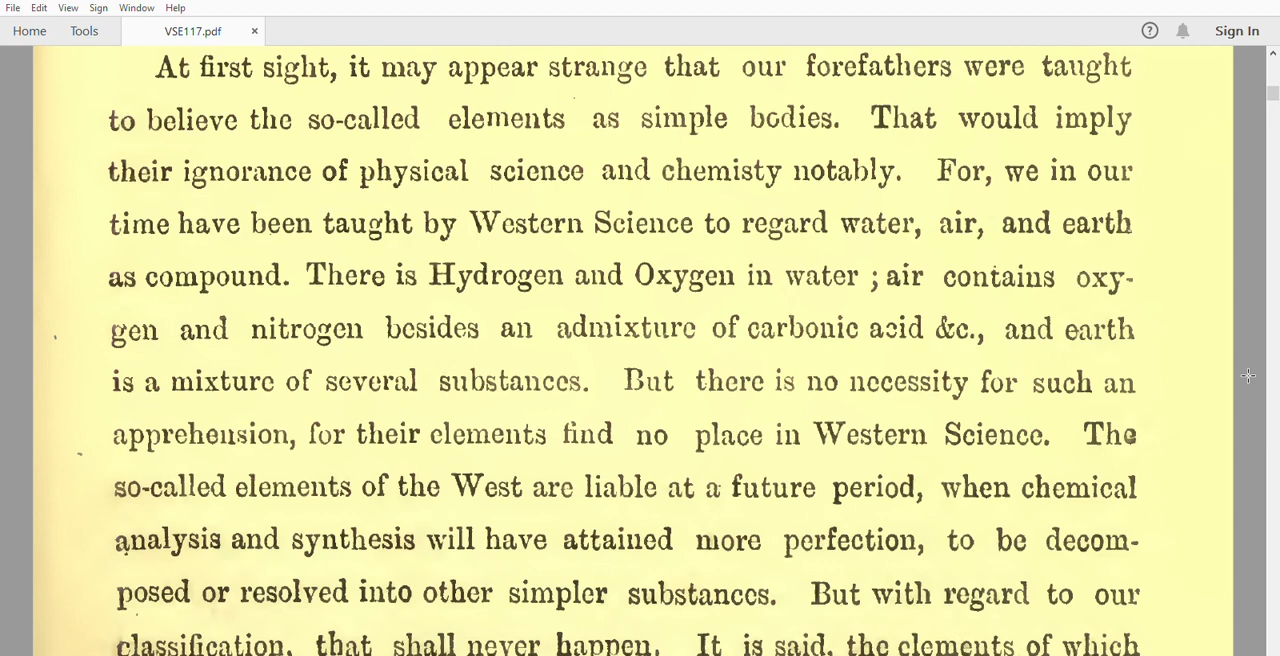 File Edit View Sign Window Help
Home Tools VSE117.pdf × ? Sign In
At first sight, it may appear strange that our forefathers were taught
to believe the so-called elements as simple bodies. That would imply
their ignorance of physical science and chemisty notably. For, we in our
time have been taught by Western Science to regard water, air, and earth
as compound. There is Hydrogen and Oxygen in water ; air contains oxy-
gen and nitrogen besides an admixture of carbonic acid &c., and earth
is a mixture of several substances. But there is no necessity for such an
apprehension, for their elements find no place in Western Science. The
so-called elements of the West are liable at a future period, when chemical
analysis and synthesis will have attained more perfection, to be decom-
posed or resolved into other simpler substances. But with regard to our
classification, that shall never happen. It is said, the elements of which